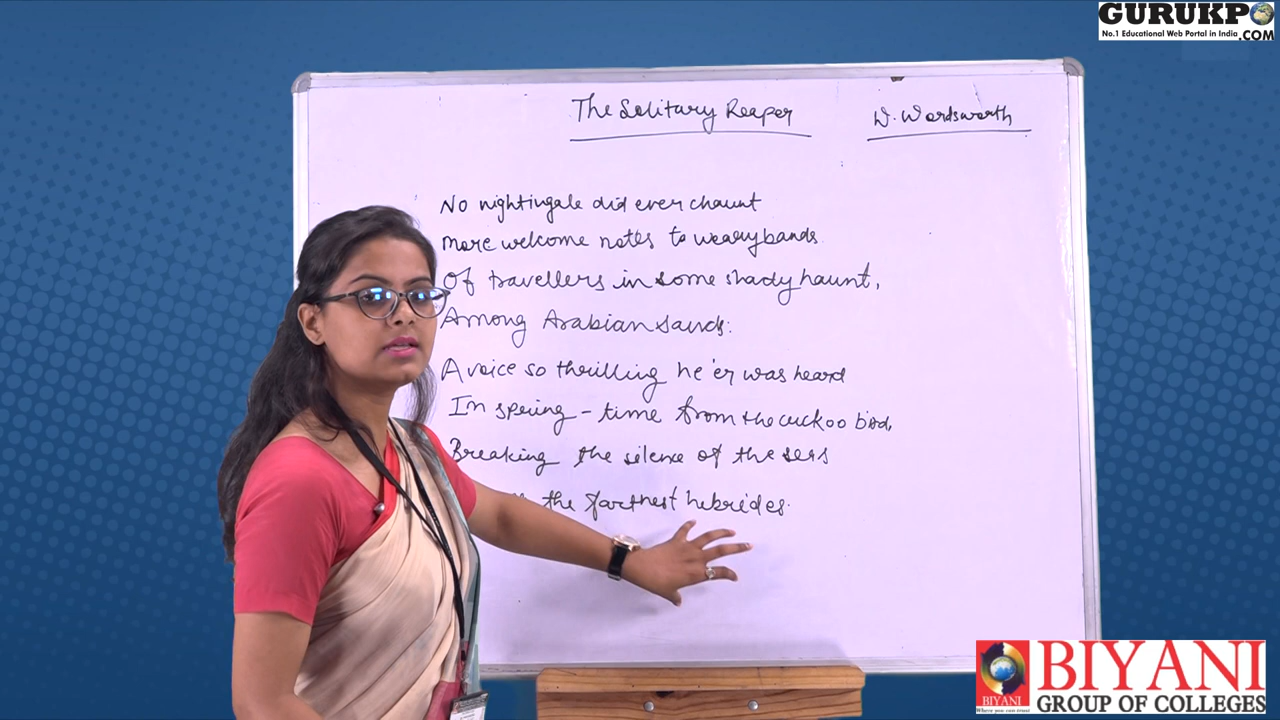 GURUKPO
No.1 Educational Web Portal in India .COM
The Solitary Reaper W. Wordsworth
No nightingale did ever chaunt
More welcome notes to weary bands
Of travellers in some shady haunt,
Among Arabian Sands:
A voice so thrilling ne'er was heard
In spring - time from the cuckoo bird,
Breaking the silence of the seas
the farthest hebrides.
BIYANI
GROUP OF COLLEGES
BIYANI